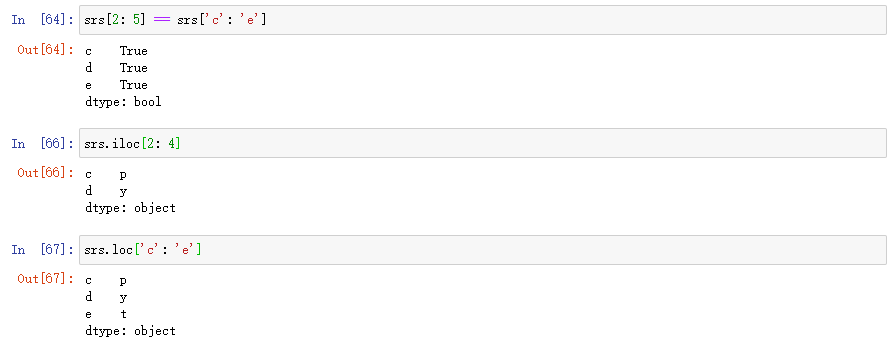 In [64]: srs[2: 5] == srs['c': 'e']
Out[64]: c True
d True
e True
dtype: bool
In [66]: srs.iloc[2: 4]
Out[66]: c p
d y
dtype: object
In [67]: srs.loc['c': 'e']
Out[67]: c p
d y
e t
dtype: object